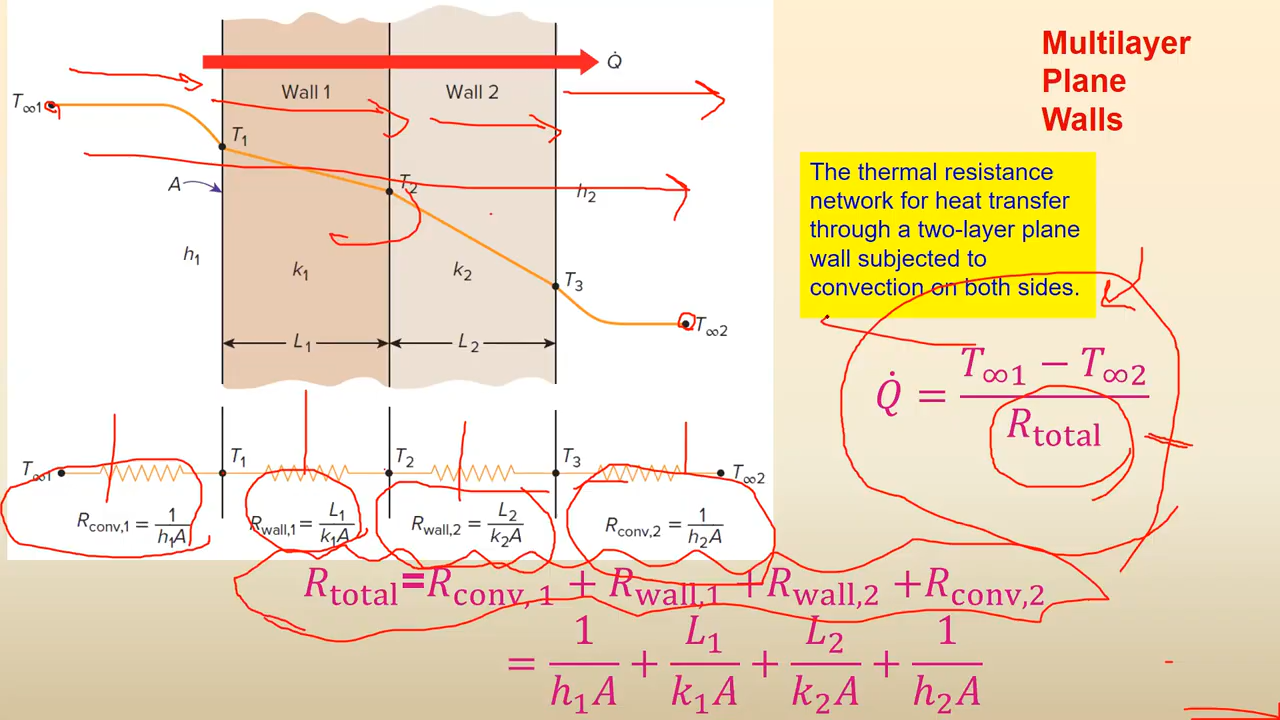 Multilayer
Plane
Walls
Q̇
Wall 1
Wall 2
T∞1
T1
A
T2
h2
h1
k1
k2
T3
T∞2
L1
L2
The thermal resistance
network for heat transfer
through a two-layer plane
wall subjected to
convection on both sides.
Q̇ = (T∞1 − T∞2) / Rtotal
T∞1
T1
T2
T3
T∞2
Rconv,1 = 1/(h1A)
Rwall,1 = L1/(k1A)
Rwall,2 = L2/(k2A)
Rconv,2 = 1/(h2A)
Rtotal=Rconv, 1 + Rwall,1 +Rwall,2 +Rconv,2
= 1/(h1A) + L1/(k1A) + L2/(k2A) + 1/(h2A)